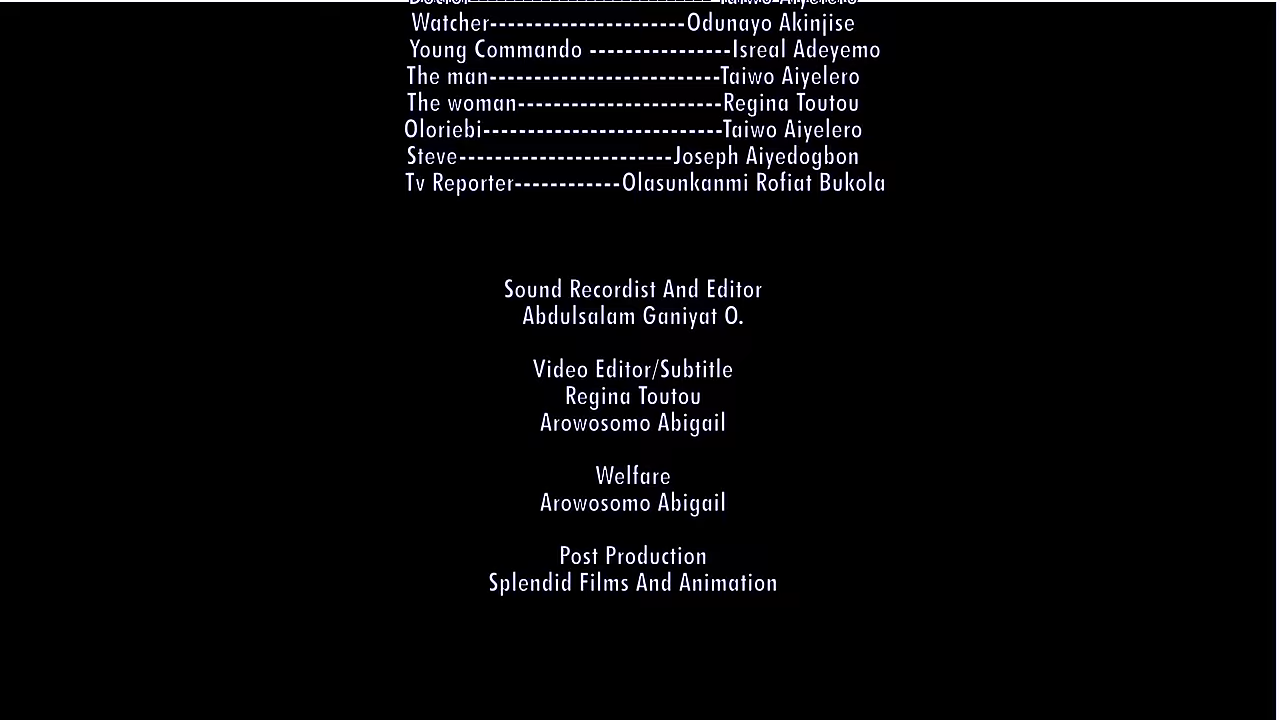 Watcher----------------------Odunayo Akinjise
Young Commando ----------------Isreal Adeyemo
The man--------------------------Taiwo Aiyelero
The woman-----------------------Regina Toutou
Oloriebi---------------------------Taiwo Aiyelero
Steve------------------------Joseph Aiyedogbon
Tv Reporter------------Olasunkanmi Rofiat Bukola
Sound Recordist And Editor
Abdulsalam Ganiyat O.
Video Editor/Subtitle
Regina Toutou
Arowosomo Abigail
Welfare
Arowosomo Abigail
Post Production
Splendid Films And Animation